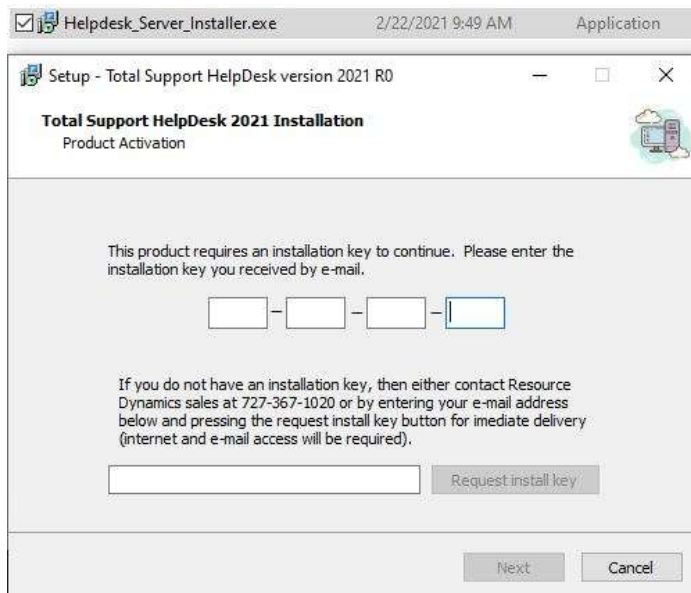 Helpdesk_Server_Installer.exe 2/22/2021 9:49 AM Application
Setup - Total Support HelpDesk version 2021 R0
Total Support HelpDesk 2021 Installation
Product Activation
This product requires an installation key to continue. Please enter the
installation key you received by e-mail.
If you do not have an installation key, then either contact Resource
Dynamics sales at 727-367-1020 or by entering your e-mail address
below and pressing the request install key button for imediate delivery
(internet and e-mail access will be required).
Request install key
Next Cancel